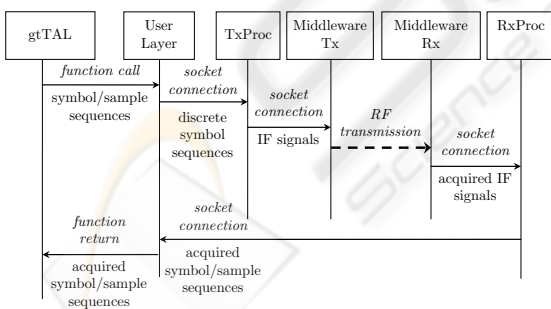 gtTAL
User
Layer
TxProc
Middleware
Tx
Middleware
Rx
RxProc
function call
symbol/sample
sequences
socket
connection
discrete
symbol
sequences
socket
connection
IF signals
RF
transmission
socket
connection
acquired IF
signals
socket
connection
acquired
symbol/sample
sequences
function
return
acquired
symbol/sample
sequences
Science